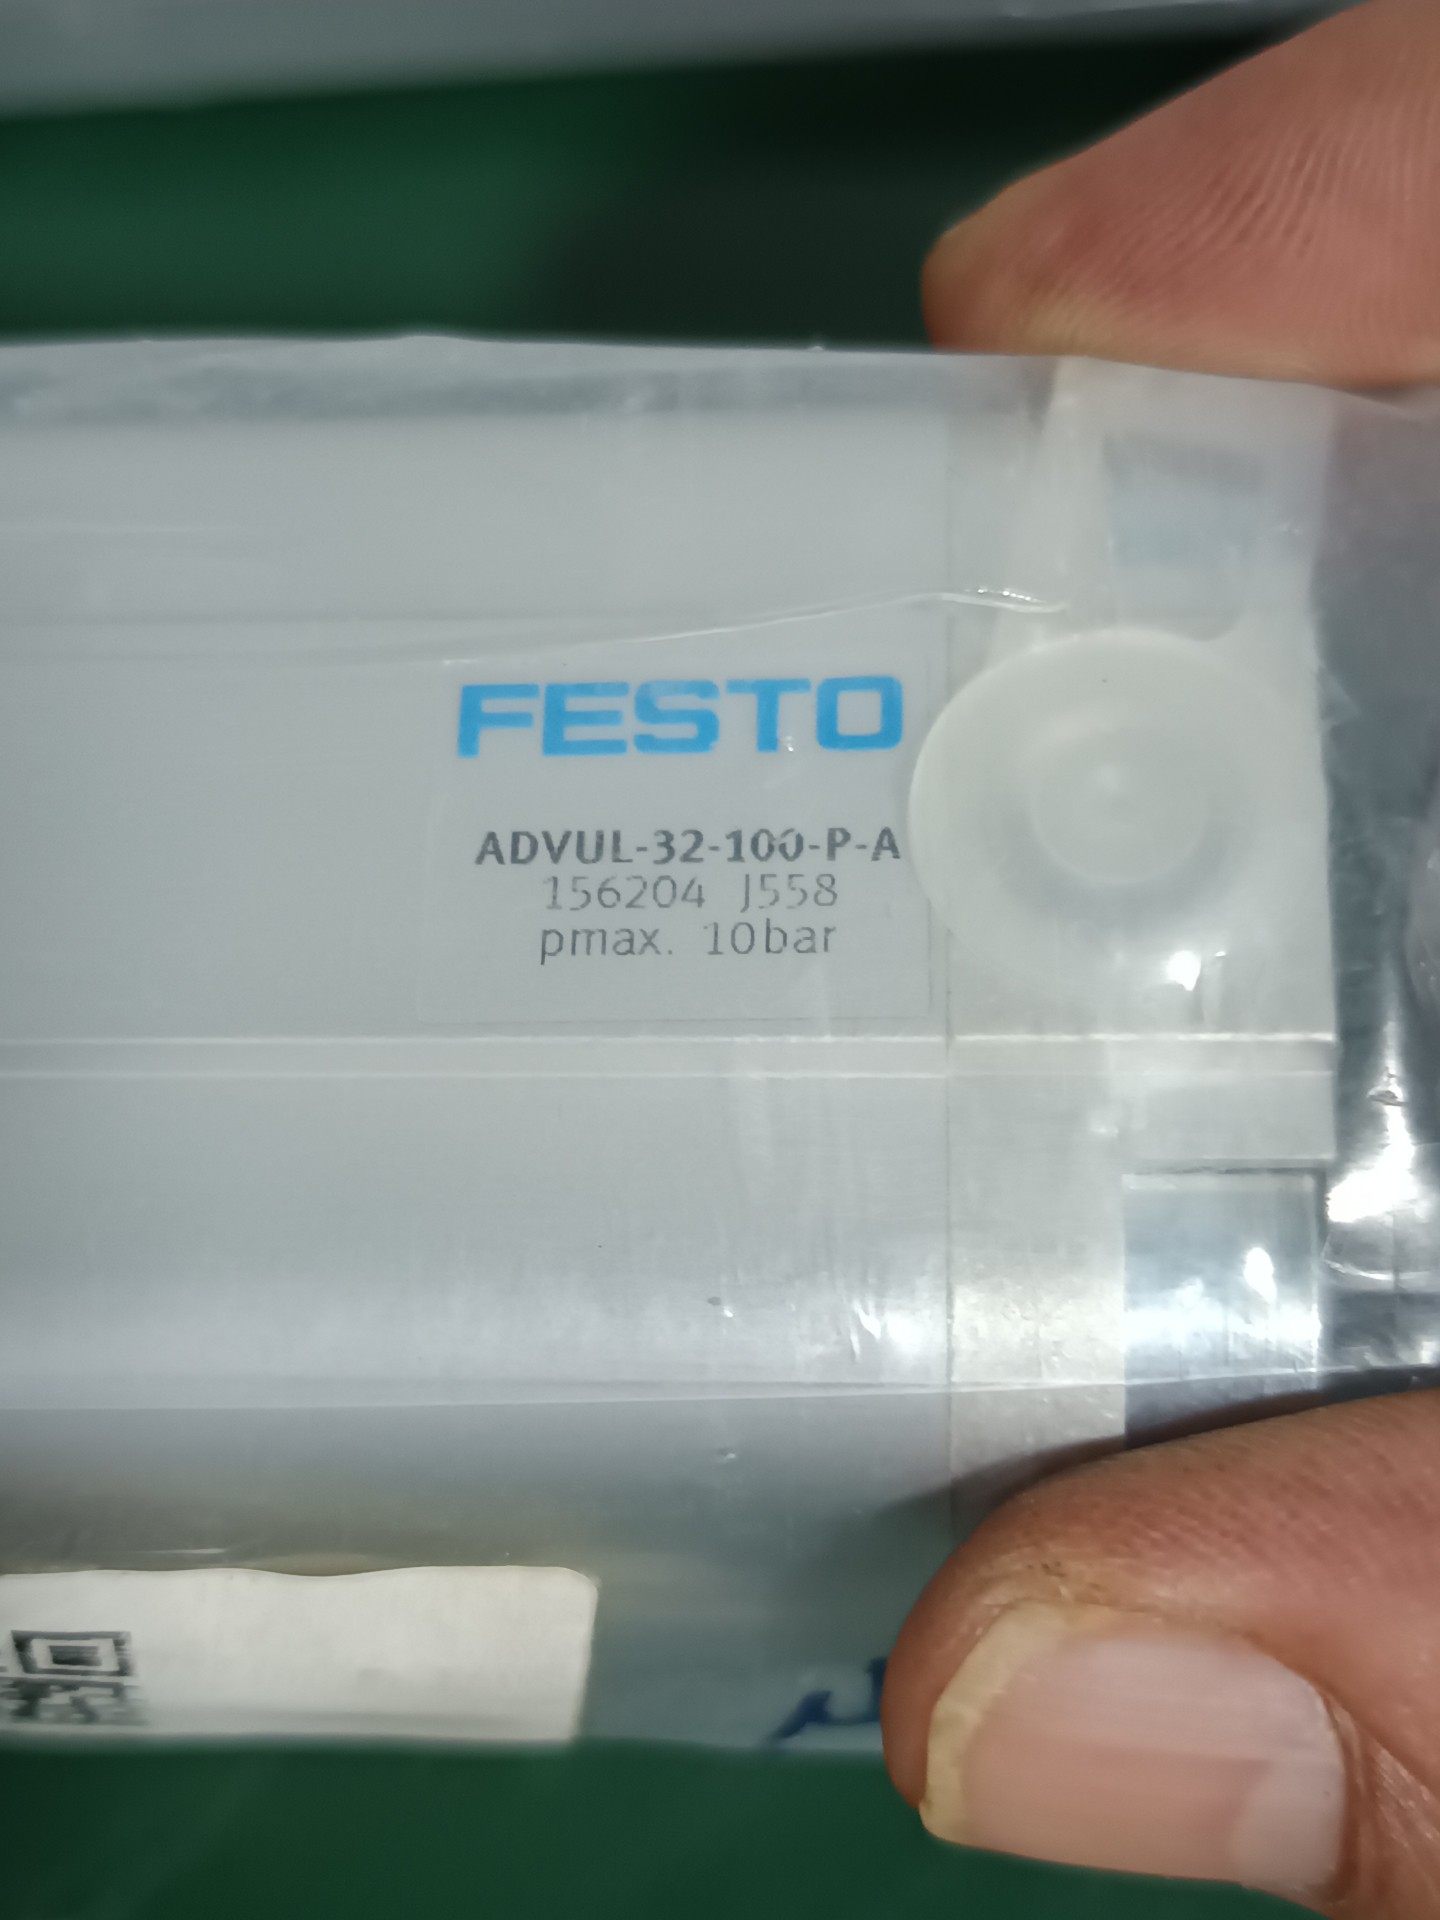 FESTO
ADVUL-32-100-P-A
156204 J558
pmax. 10bar